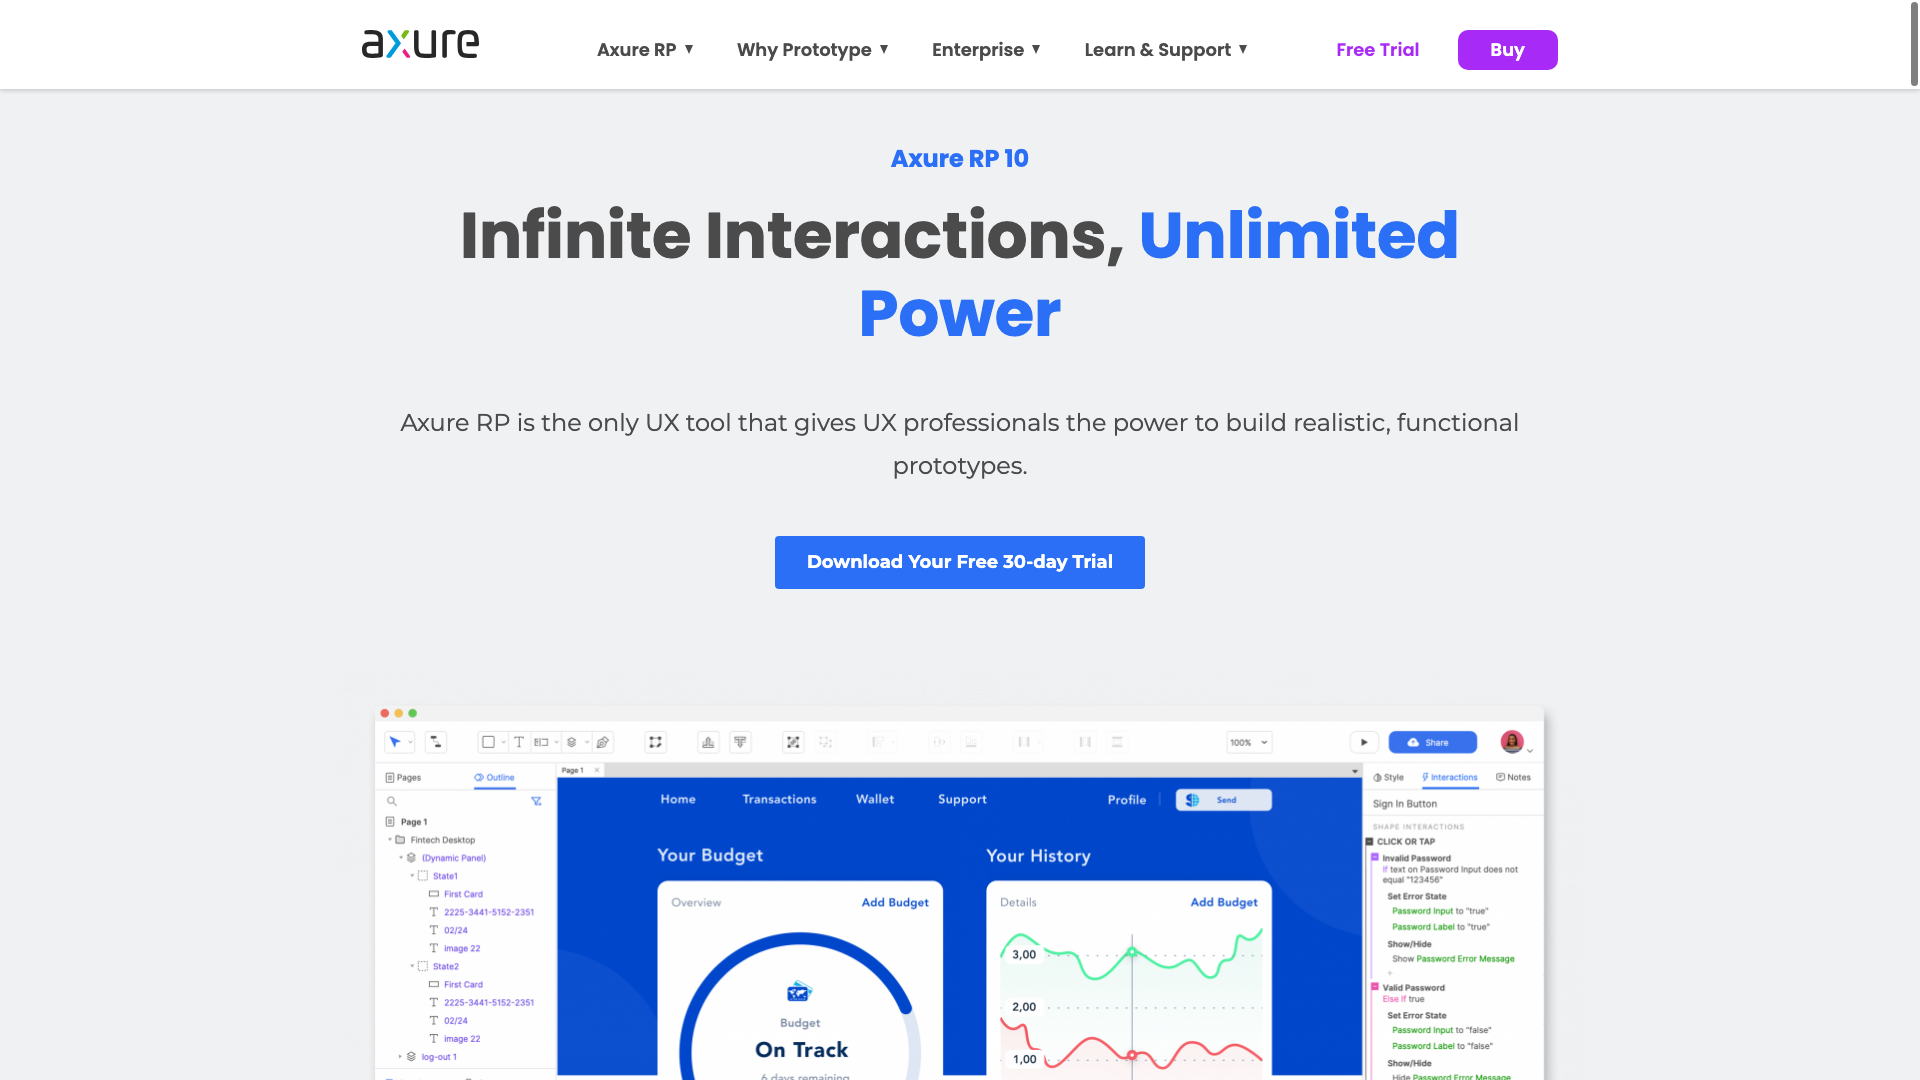 axure
Axure RP ▼
Why Prototype ▼
Enterprise ▼
Learn & Support ▼
Free Trial
Buy
Axure RP 10
Infinite Interactions, Unlimited
Power
Axure RP is the only UX tool that gives UX professionals the power to build realistic, functional
prototypes.
Download Your Free 30-day Trial
100%
Share
Pages
Outline
Page 1
Fintech Desktop
(Dynamic Panel)
State1
First Card
2225-3441-5152-2351
02/24
image 22
State2
First Card
2225-3441-5152-2351
02/24
image 22
log-out 1
Page 1
Home
Transactions
Wallet
Support
Profile
Send
Your Budget
Overview
Add Budget
Budget
On Track
6 days remaining
Your History
Details
Add Budget
3,00
2,00
1,00
Style
Interactions
Notes
Sign In Button
SHAPE INTERACTIONS
CLICK OR TAP
Invalid Password
If text on Password Input does not
equal "123456"
Set Error State
Password Input to "true"
Password Label to "true"
Show/Hide
Show Password Error Message
Valid Password
Else If true
Set Error State
Password Input to "false"
Password Label to "false"
Show/Hide
Hide Password Error Message